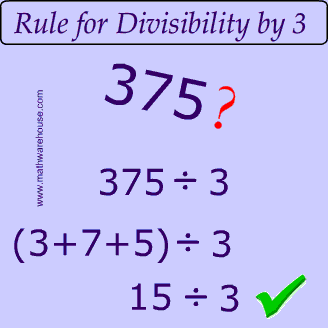 Rule for Divisibility by 3
375?
www.mathwarehouse.com
375 ÷ 3
(3+7+5) ÷ 3
15 ÷ 3